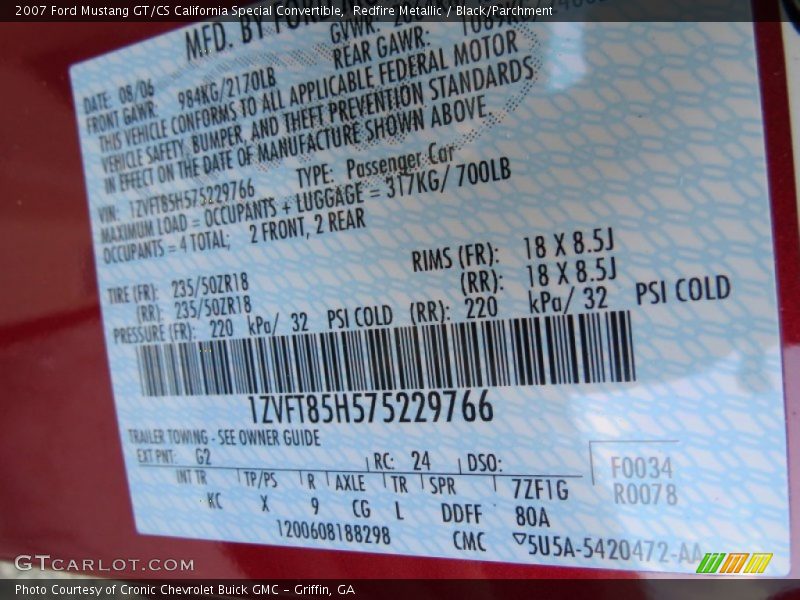 2007 Ford Mustang GT/CS California Special Convertible, Redfire Metallic / Black/Parchment
MFD. BY
DATE: 08/06 GVWR:
FRONT GAWR: 984KG/2170LB REAR GAWR:
THIS VEHICLE CONFORMS TO ALL APPLICABLE FEDERAL MOTOR
VEHICLE SAFETY, BUMPER, AND THEFT PREVENTION STANDARDS
IN EFFECT ON THE DATE OF MANUFACTURE SHOWN ABOVE.
VIN: 1ZVFT85H575229766 TYPE: Passenger Car
MAXIMUM LOAD = OCCUPANTS + LUGGAGE = 317KG/ 700LB
OCCUPANTS = 4 TOTAL; 2 FRONT, 2 REAR
TIRE (FR): 235/50ZR18 RIMS (FR): 18 X 8.5J
(RR): 235/50ZR18 (RR): 18 X 8.5J
PRESSURE (FR): 220 kPa/ 32 PSI COLD (RR): 220 kPa/ 32 PSI COLD
1ZVFT85H575229766
TRAILER TOWING - SEE OWNER GUIDE
EXT PNT: G2 RC: 24 DSO: F0034
INT TR TP/PS R AXLE TR SPR 7ZF1G R0078
KC X 9 CG L DDFF 80A
1200608188298 CMC 5U5A-5420472-AA
GTCARLOT.COM
Photo Courtesy of Cronic Chevrolet Buick GMC - Griffin, GA